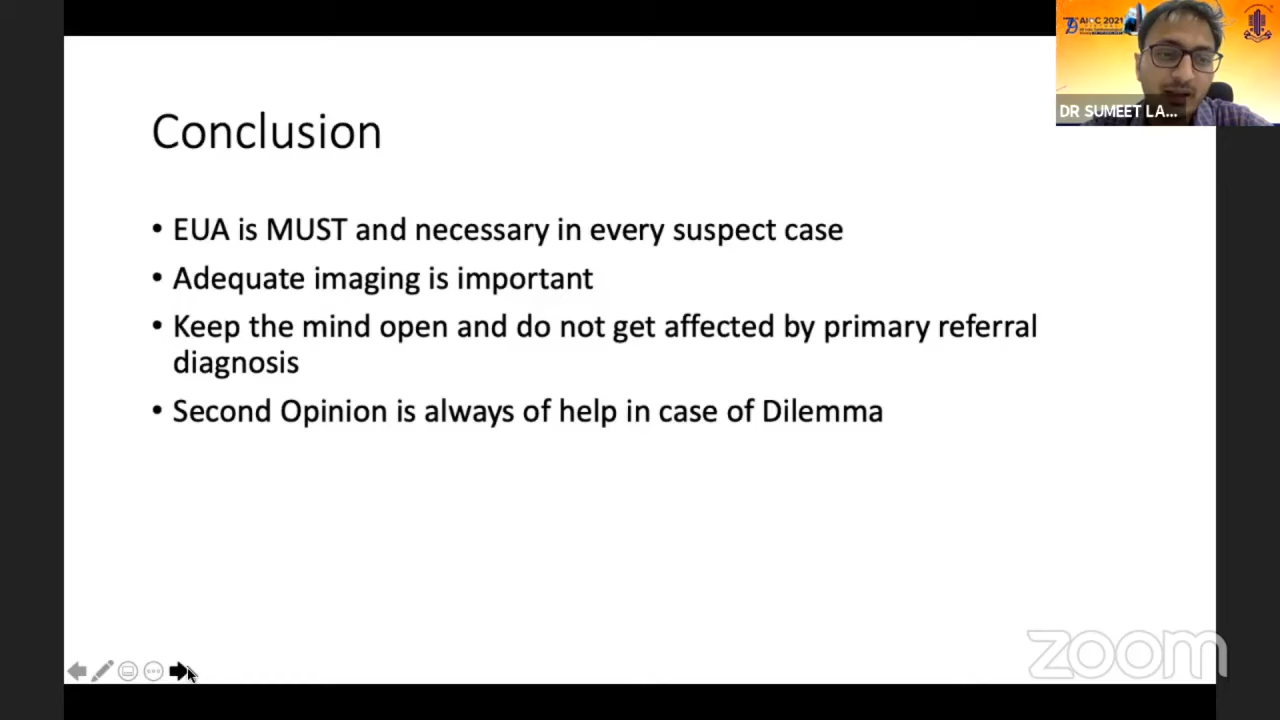 AIOC 2021
DR SUMEET LA...
Conclusion
• EUA is MUST and necessary in every suspect case
• Adequate imaging is important
• Keep the mind open and do not get affected by primary referral
diagnosis
• Second Opinion is always of help in case of Dilemma
zoom